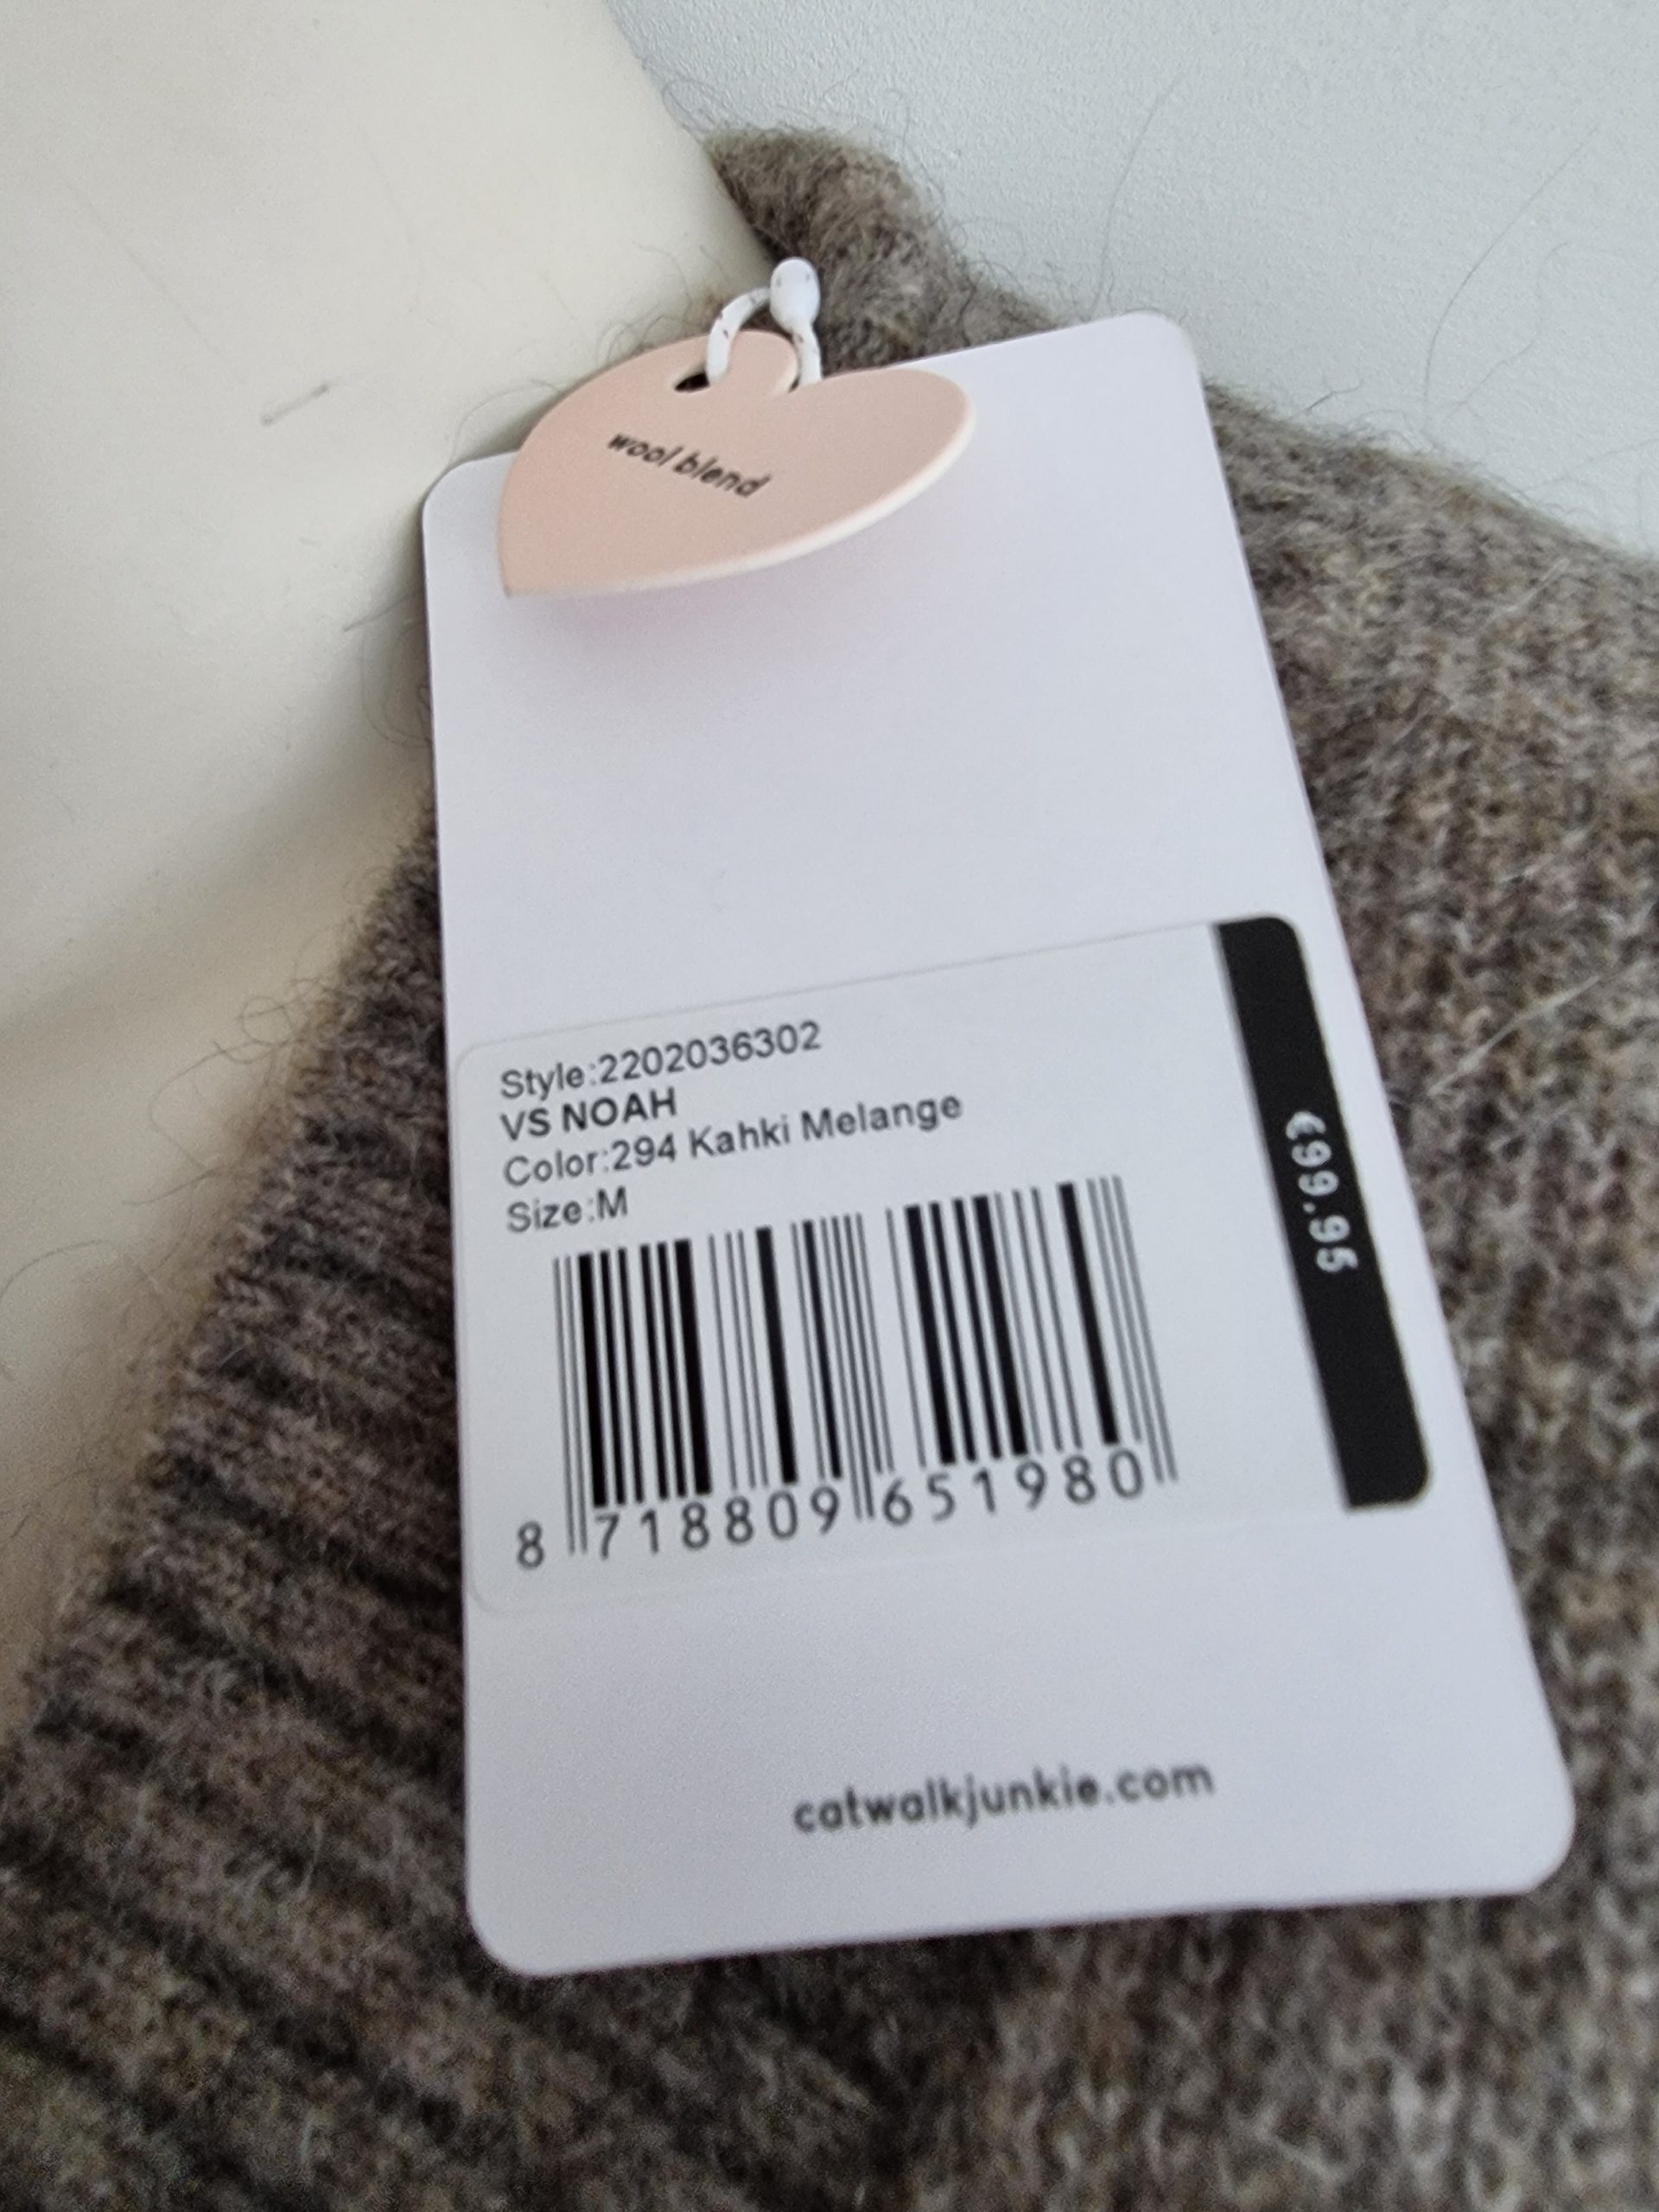 wool blend
Style:2202036302
VS NOAH
Color:294 Kahki Melange
Size:M
€99.95
8 718809 651980
catwalkjunkie.com